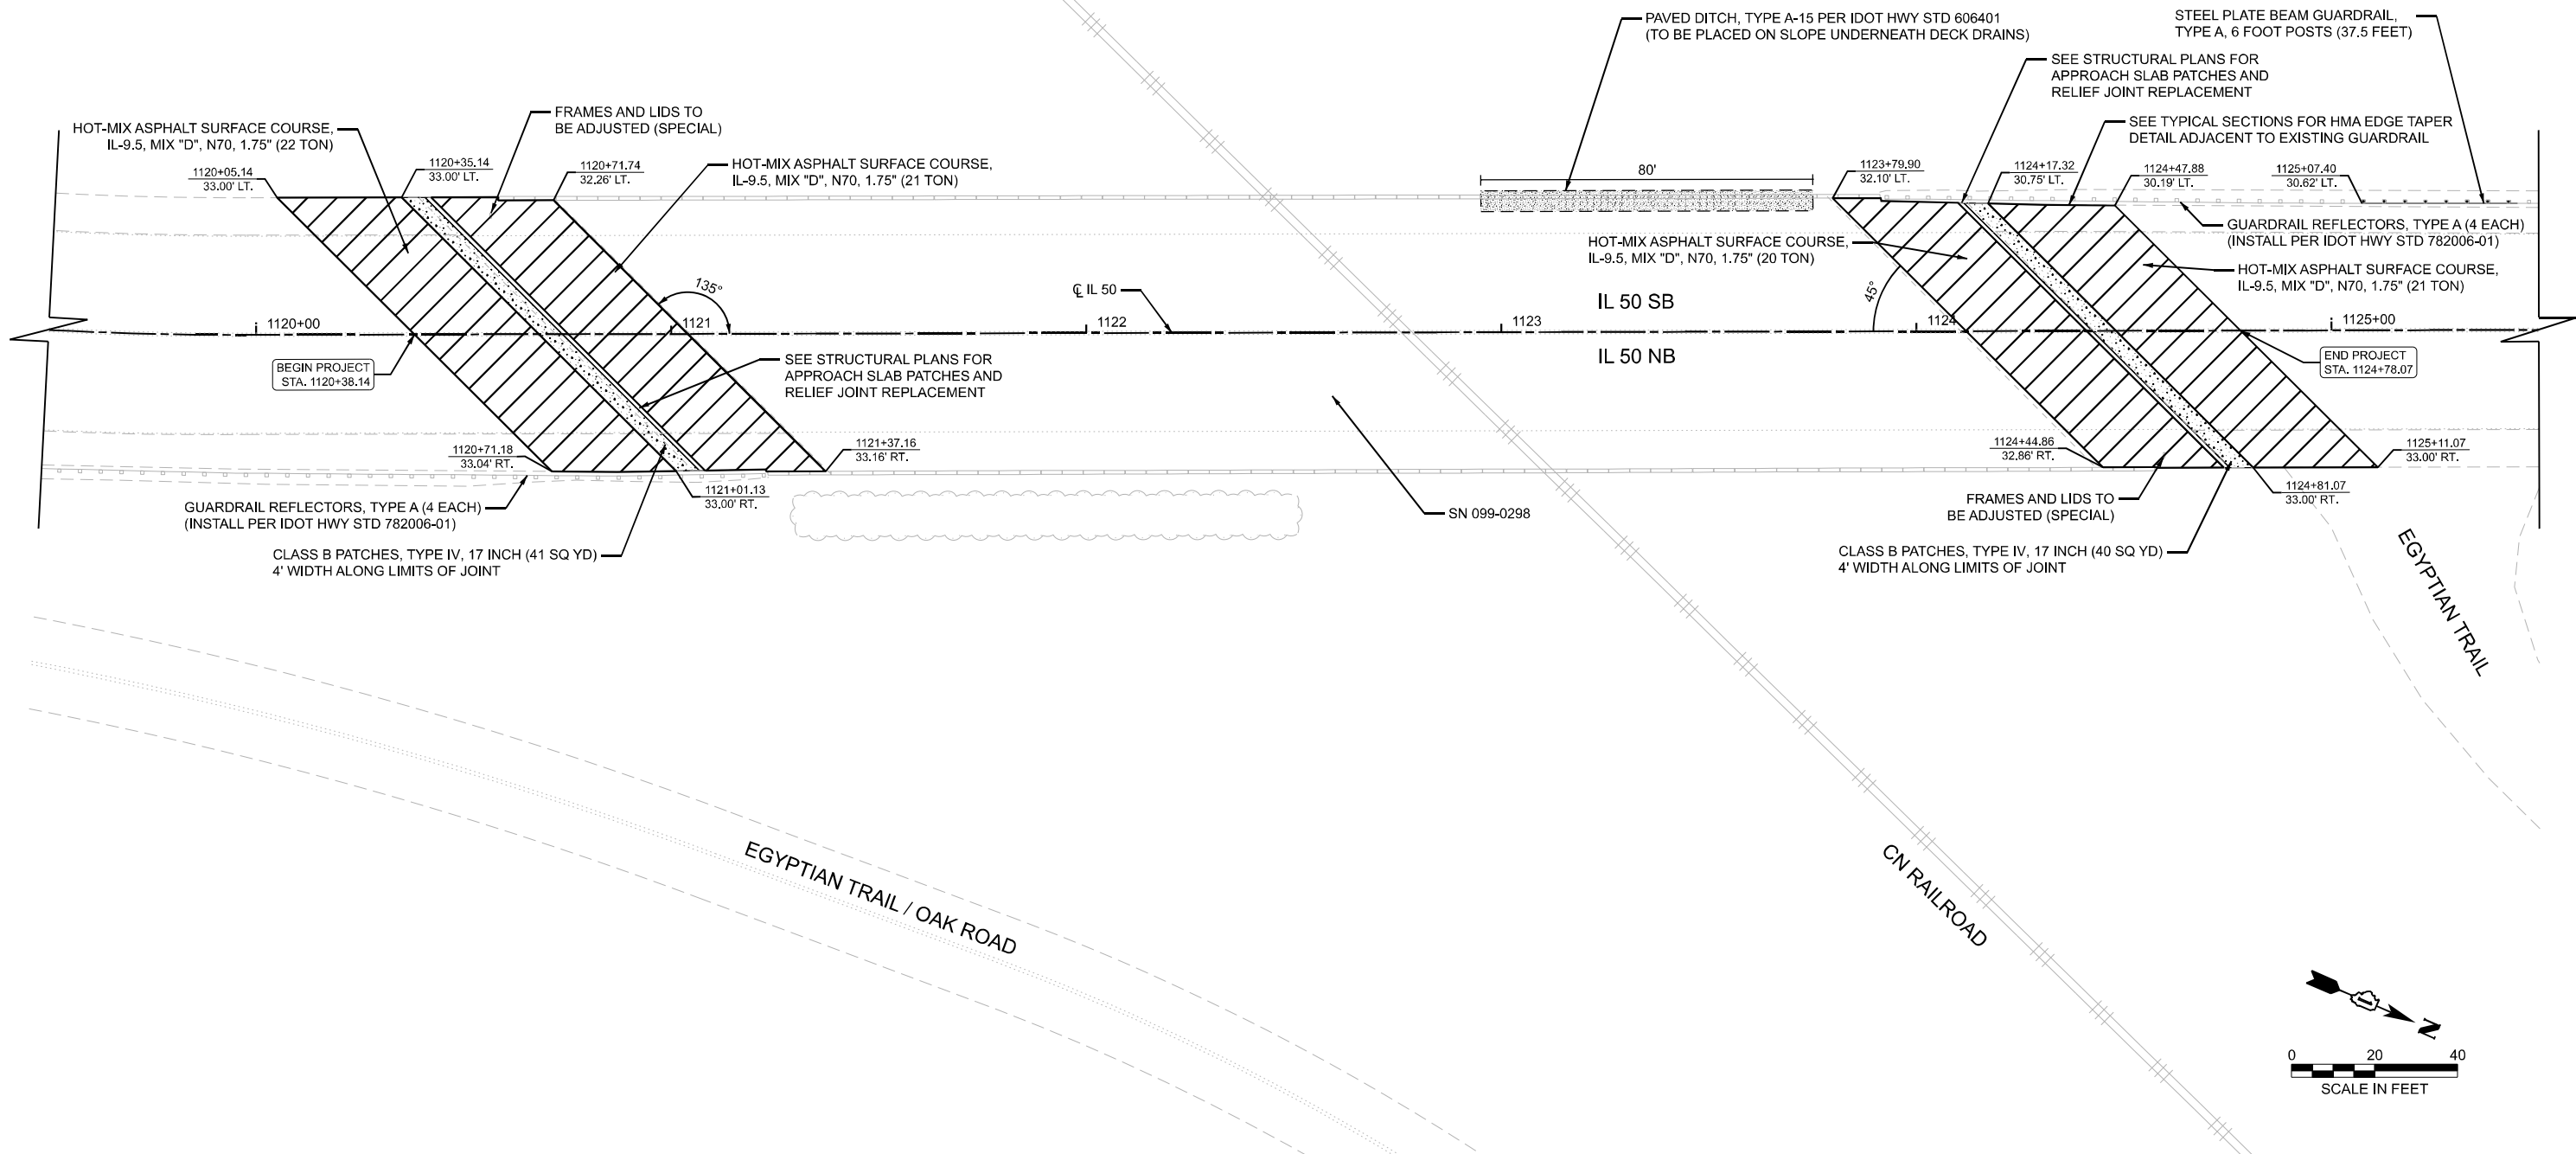 PAVED DITCH, TYPE A-15 PER IDOT HWY STD 606401
(TO BE PLACED ON SLOPE UNDERNEATH DECK DRAINS)
STEEL PLATE BEAM GUARDRAIL,
TYPE A, 6 FOOT POSTS (37.5 FEET)
SEE STRUCTURAL PLANS FOR
APPROACH SLAB PATCHES AND
RELIEF JOINT REPLACEMENT
FRAMES AND LIDS TO
BE ADJUSTED (SPECIAL)
HOT-MIX ASPHALT SURFACE COURSE,
IL-9.5, MIX "D", N70, 1.75" (22 TON)
SEE TYPICAL SECTIONS FOR HMA EDGE TAPER
DETAIL ADJACENT TO EXISTING GUARDRAIL
1120+05.14
33.00' LT.
1120+35.14
33.00' LT.
1120+71.74
32.26' LT.
HOT-MIX ASPHALT SURFACE COURSE,
IL-9.5, MIX "D", N70, 1.75" (21 TON)
80'
1123+79.90
32.10' LT.
1124+17.32
30.75' LT.
1124+47.88
30.19' LT.
1125+07.40
30.62' LT.
GUARDRAIL REFLECTORS, TYPE A (4 EACH)
(INSTALL PER IDOT HWY STD 782006-01)
HOT-MIX ASPHALT SURFACE COURSE,
IL-9.5, MIX "D", N70, 1.75" (20 TON)
HOT-MIX ASPHALT SURFACE COURSE,
IL-9.5, MIX "D", N70, 1.75" (21 TON)
135°
℄ IL 50
IL 50 SB
45°
1120+00
1121
1122
1123
1124
1125+00
IL 50 NB
BEGIN PROJECT
STA. 1120+38.14
SEE STRUCTURAL PLANS FOR
APPROACH SLAB PATCHES AND
RELIEF JOINT REPLACEMENT
END PROJECT
STA. 1124+78.07
1120+71.18
33.04' RT.
1121+37.16
33.16' RT.
1124+44.86
32.86' RT.
1125+11.07
33.00' RT.
1121+01.13
33.00' RT.
1124+81.07
33.00' RT.
GUARDRAIL REFLECTORS, TYPE A (4 EACH)
(INSTALL PER IDOT HWY STD 782006-01)
SN 099-0298
FRAMES AND LIDS TO
BE ADJUSTED (SPECIAL)
CLASS B PATCHES, TYPE IV, 17 INCH (41 SQ YD)
4' WIDTH ALONG LIMITS OF JOINT
CLASS B PATCHES, TYPE IV, 17 INCH (40 SQ YD)
4' WIDTH ALONG LIMITS OF JOINT
EGYPTIAN TRAIL
EGYPTIAN TRAIL / OAK ROAD
CN RAILROAD
N
0 20 40
SCALE IN FEET